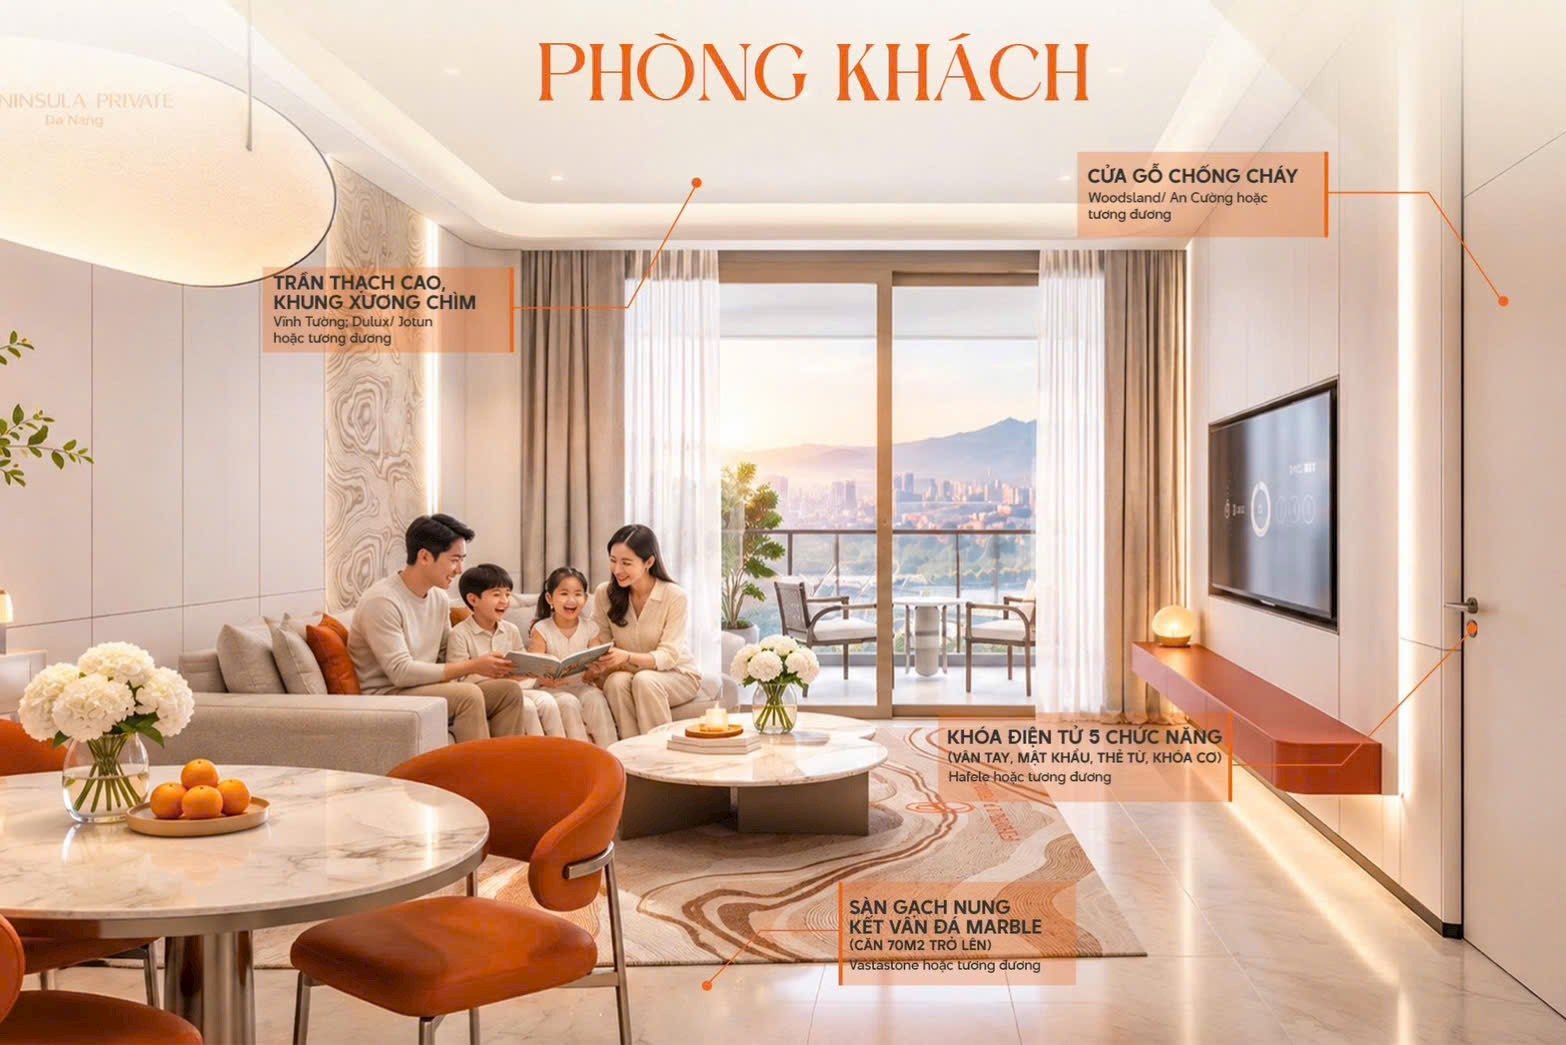 PHÒNG KHÁCH
NINSULA PRIVATE
Da Nang
CỬA GỖ CHỐNG CHÁY
Woodsland/ An Cường hoặc
tương đương
TRẦN THẠCH CAO,
KHUNG XƯƠNG CHÌM
Vĩnh Tường; Dulux/ Jotun
hoặc tương đương
KHÓA ĐIỆN TỬ 5 CHỨC NĂNG
(VÂN TAY, MẬT KHẨU, THẺ TỪ, KHÓA CƠ)
Hafele hoặc tương đương
SÀN GẠCH NUNG
KẾT VÂN ĐÁ MARBLE
(CĂN 70M2 TRỞ LÊN)
Vastastone hoặc tương đương